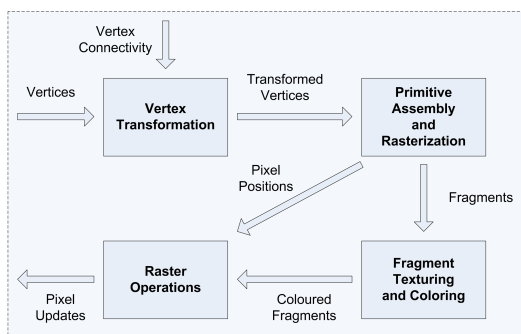 Vertex
Connectivity
Vertices
Vertex
Transformation
Transformed
Vertices
Primitive
Assembly
and
Rasterization
Pixel
Positions
Fragments
Raster
Operations
Fragment
Texturing
and Coloring
Pixel
Updates
Coloured
Fragments